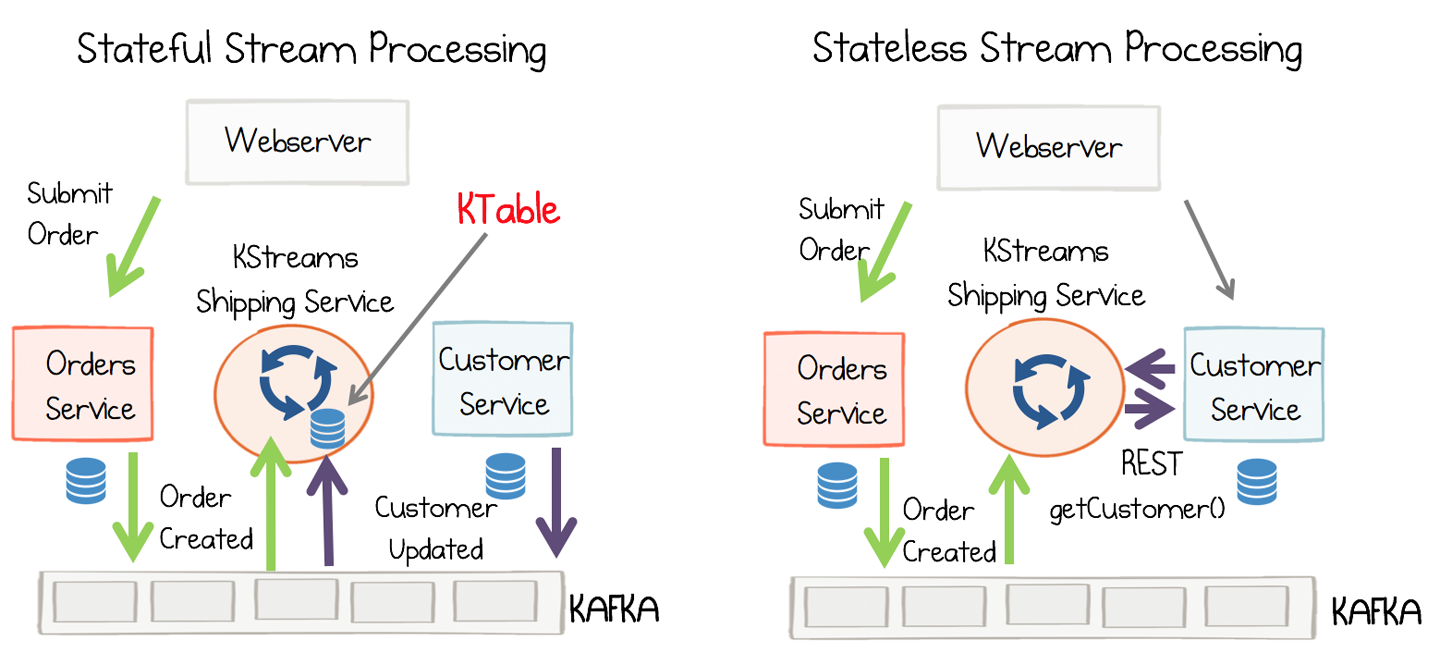 Stateful Stream Processing
Webserver
Submit
Order
KTable
KStreams
Shipping Service
Orders
Service
Customer
Service
Order
Created
Customer
Updated
KAFKA
Stateless Stream Processing
Webserver
Submit
Order
KStreams
Shipping Service
Orders
Service
Customer
Service
REST
getCustomer()
Order
Created
KAFKA